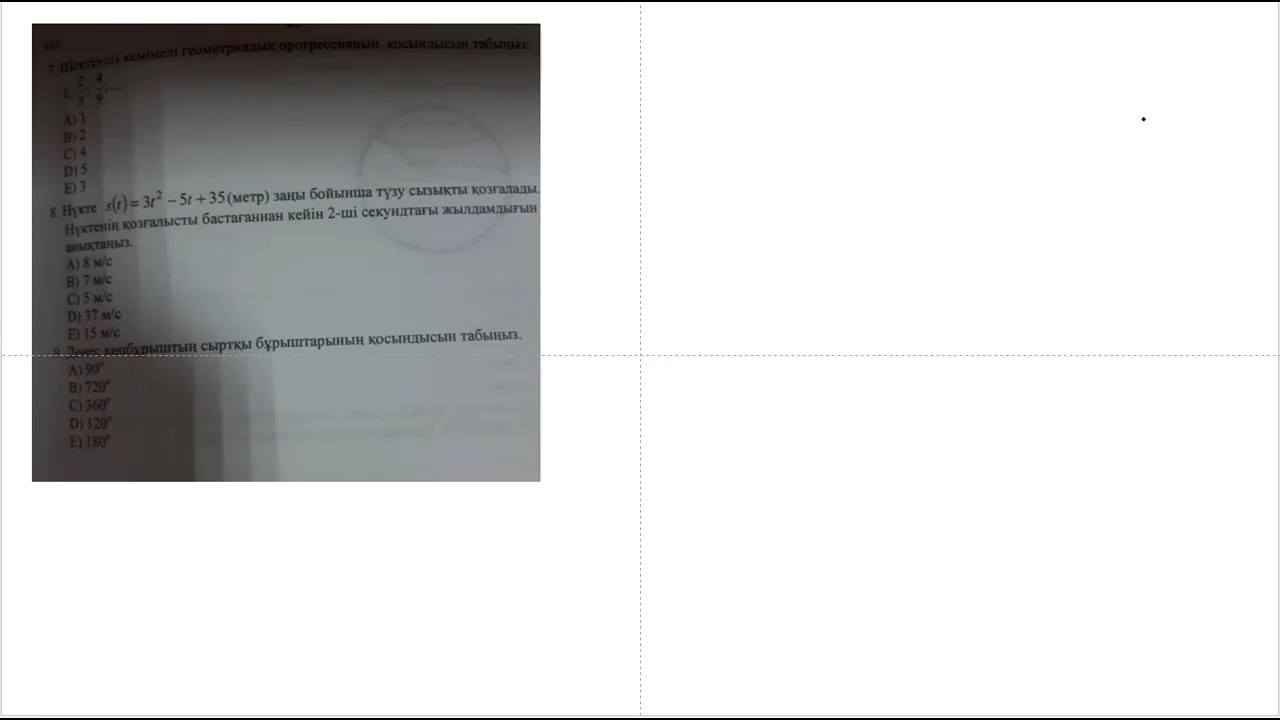 7. Шектеусіз кемімелі геометриялық прогрессияның қосындысын табыңыз:
1; 2/3; 4/9;...
A) 1
B) 2
C) 4
D) 5
E) 3
8. Нүкте s(t) = 3t² − 5t + 35 (метр) заңы бойынша түзу сызықты қозғалады.
Нүктенің қозғалысты бастағаннан кейін 2-ші секундтағы жылдамдығын
анықтаңыз.
A) 8 м/с
B) 7 м/с
C) 5 м/с
D) 37 м/с
E) 15 м/с
9. Дөңес көпбұрыштың сыртқы бұрыштарының қосындысын табыңыз.
A) 90°
B) 720°
C) 360°
D) 120°
E) 180°